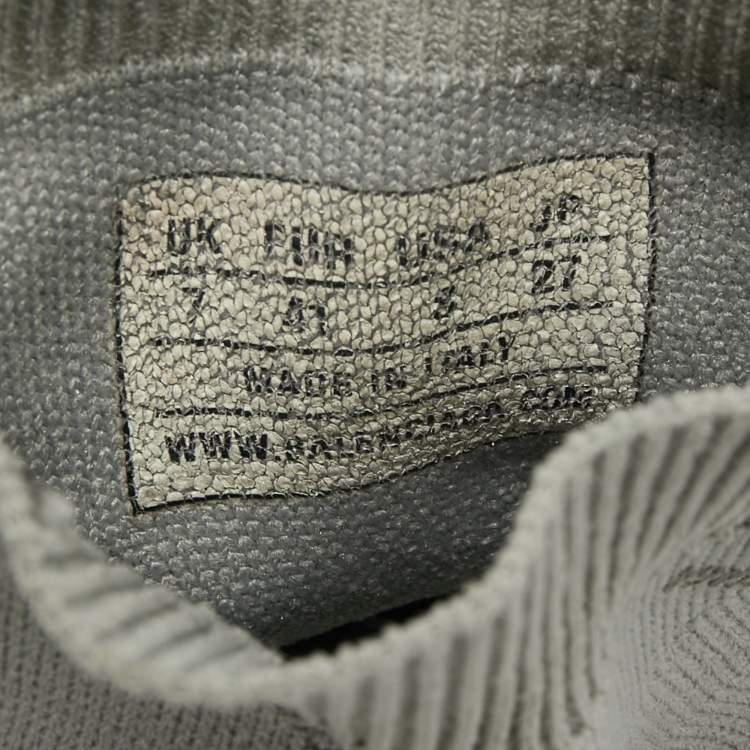 UK EUR USA JP
7 41 8 27
MADE IN ITALY
WWW.BALENCIAGA.COM